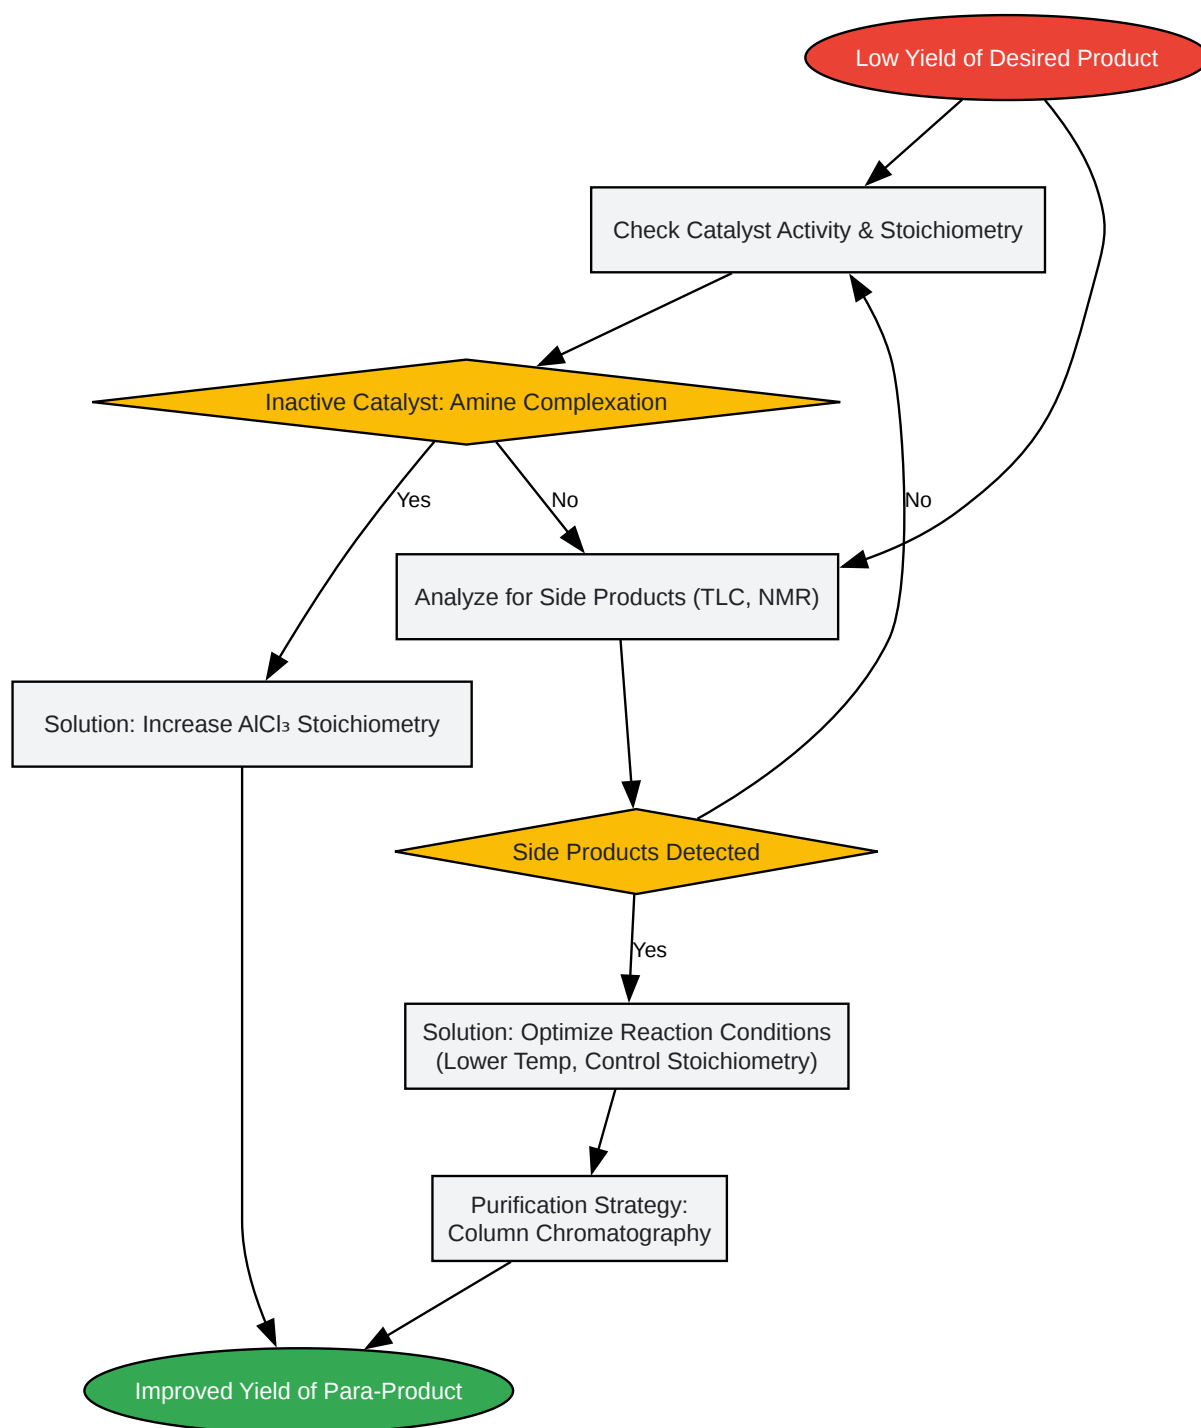 Low Yield of Desired Product
Check Catalyst Activity & Stoichiometry
Inactive Catalyst: Amine Complexation
Yes
No
No
Analyze for Side Products (TLC, NMR)
Solution: Increase AlCl₃ Stoichiometry
Side Products Detected
Yes
Solution: Optimize Reaction Conditions
(Lower Temp, Control Stoichiometry)
Purification Strategy:
Column Chromatography
Improved Yield of Para-Product